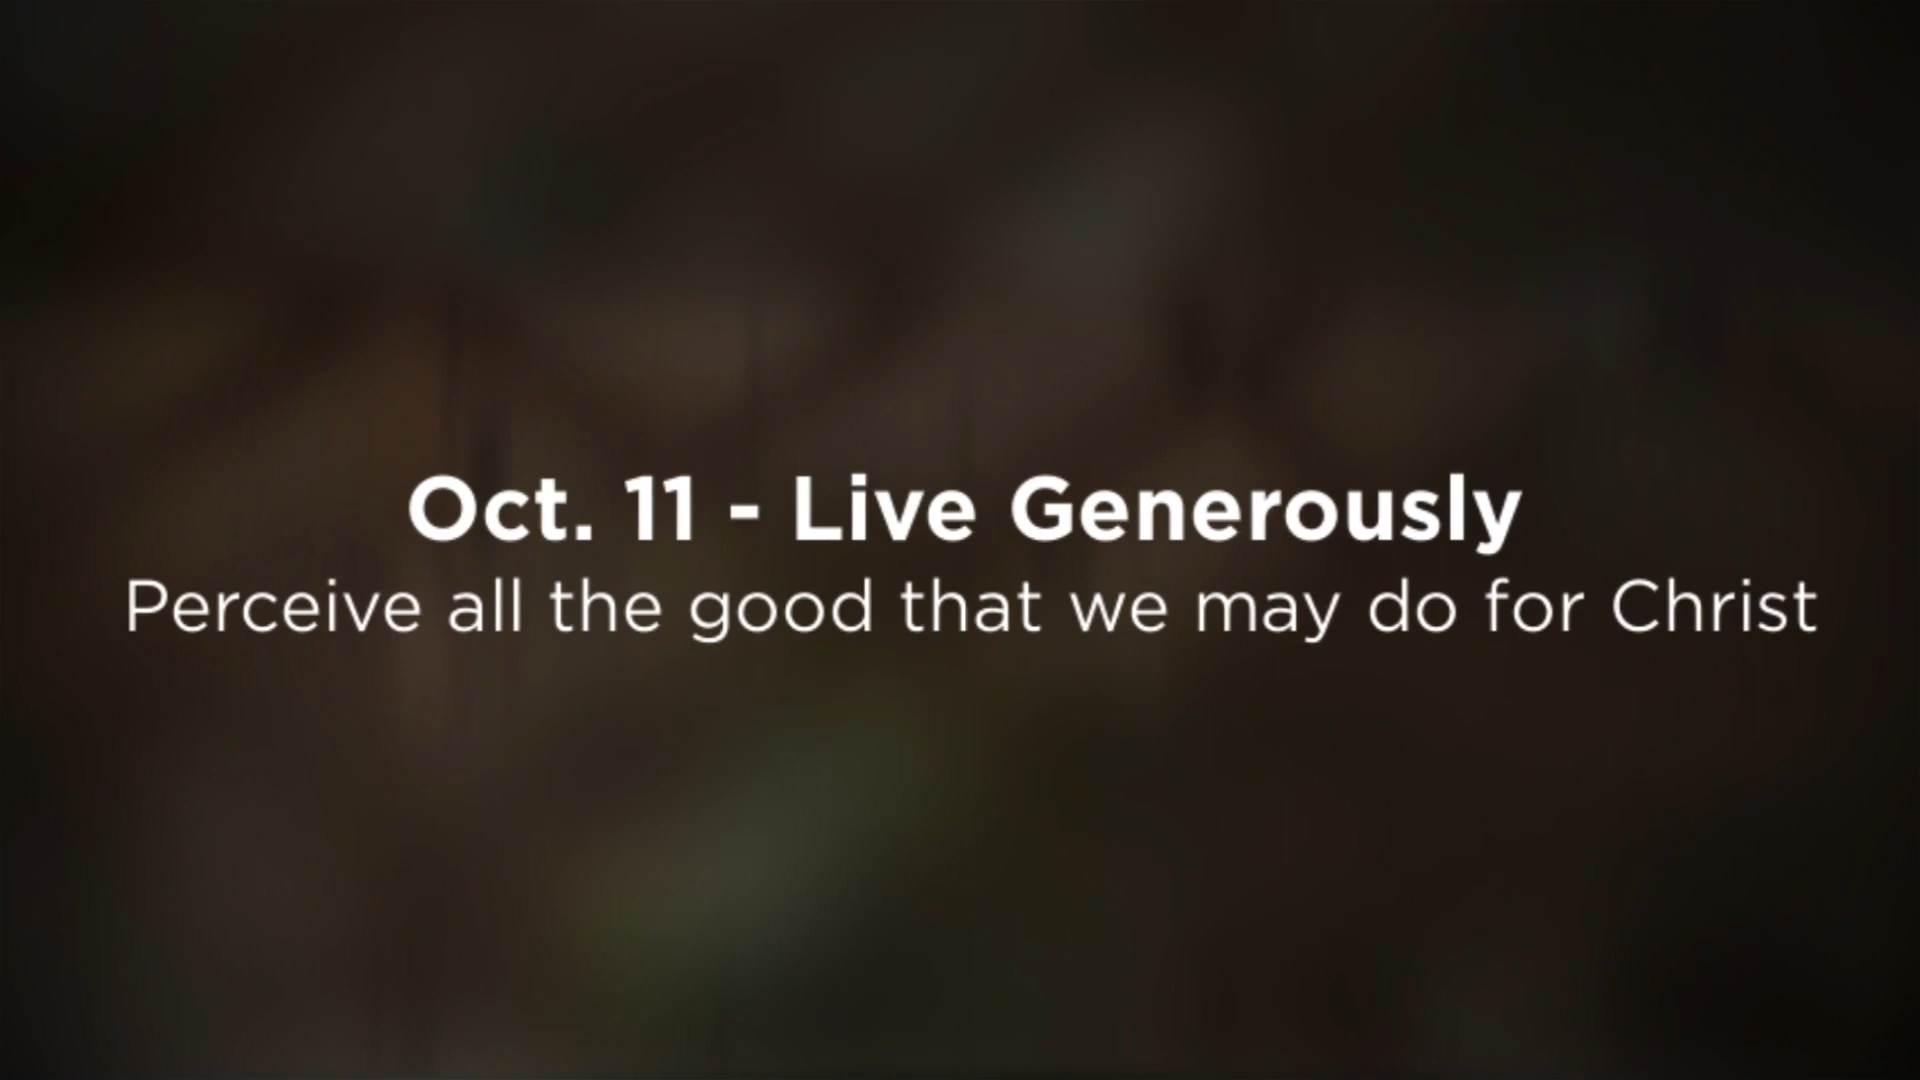 Oct. 11 - Live Generously
Perceive all the good that we may do for Christ